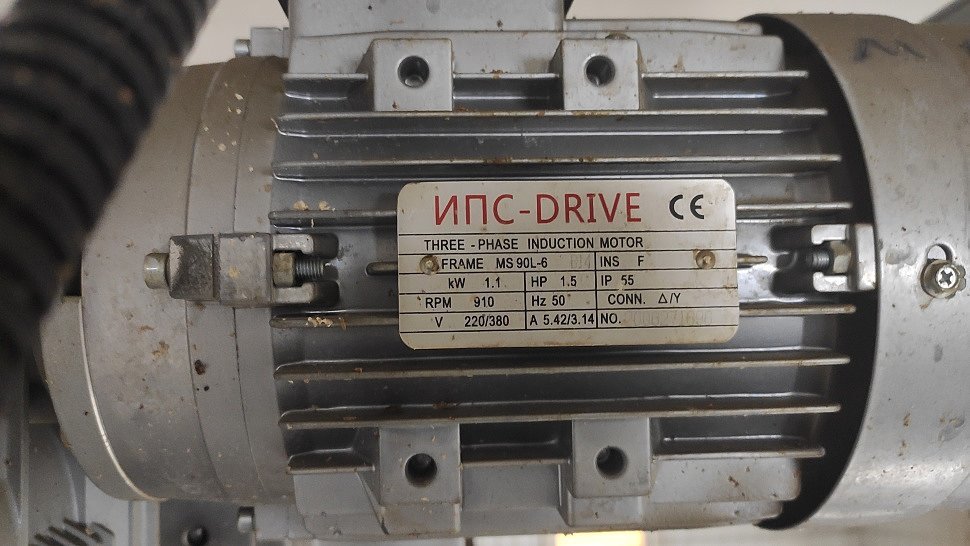 ИПС-DRIVE CE
THREE - PHASE INDUCTION MOTOR
FRAME MS 90L-6 INS F
kW 1.1 HP 1.5 IP 55
RPM 910 Hz 50 CONN. Δ/Y
V 220/380 A 5.42/3.14 NO.